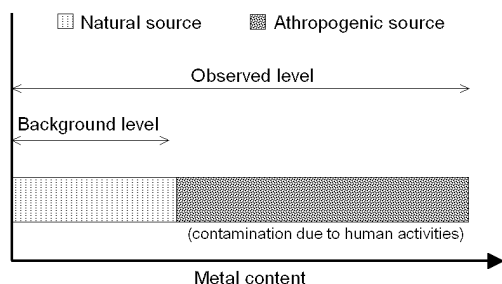 Natural source
Athropogenic source
Observed level
Background level
(contamination due to human activities)
Metal content